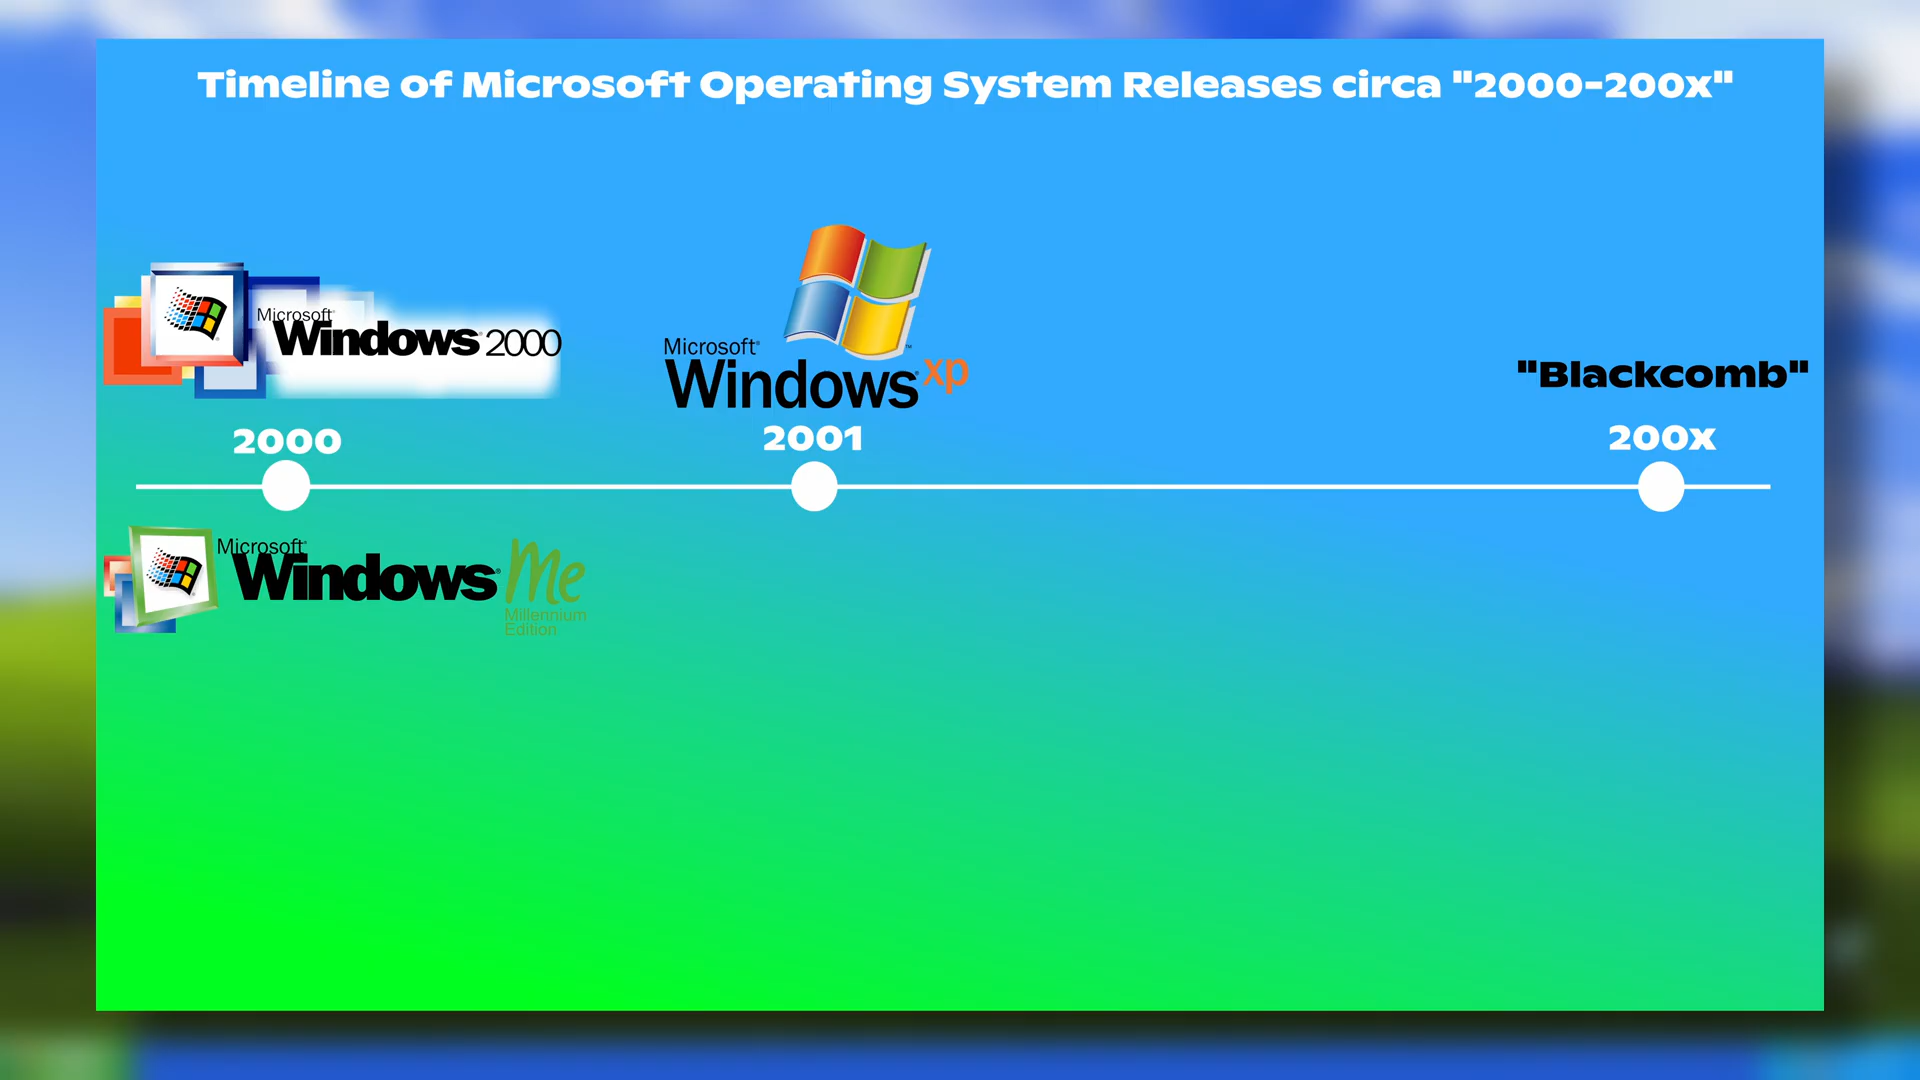 Timeline of Microsoft Operating System Releases circa "2000-200x"
Microsoft®
Windows® 2000
Microsoft®
Windows® xp
™
"Blackcomb"
2000
2001
200x
Microsoft®
Windows® Me
Millennium
Edition